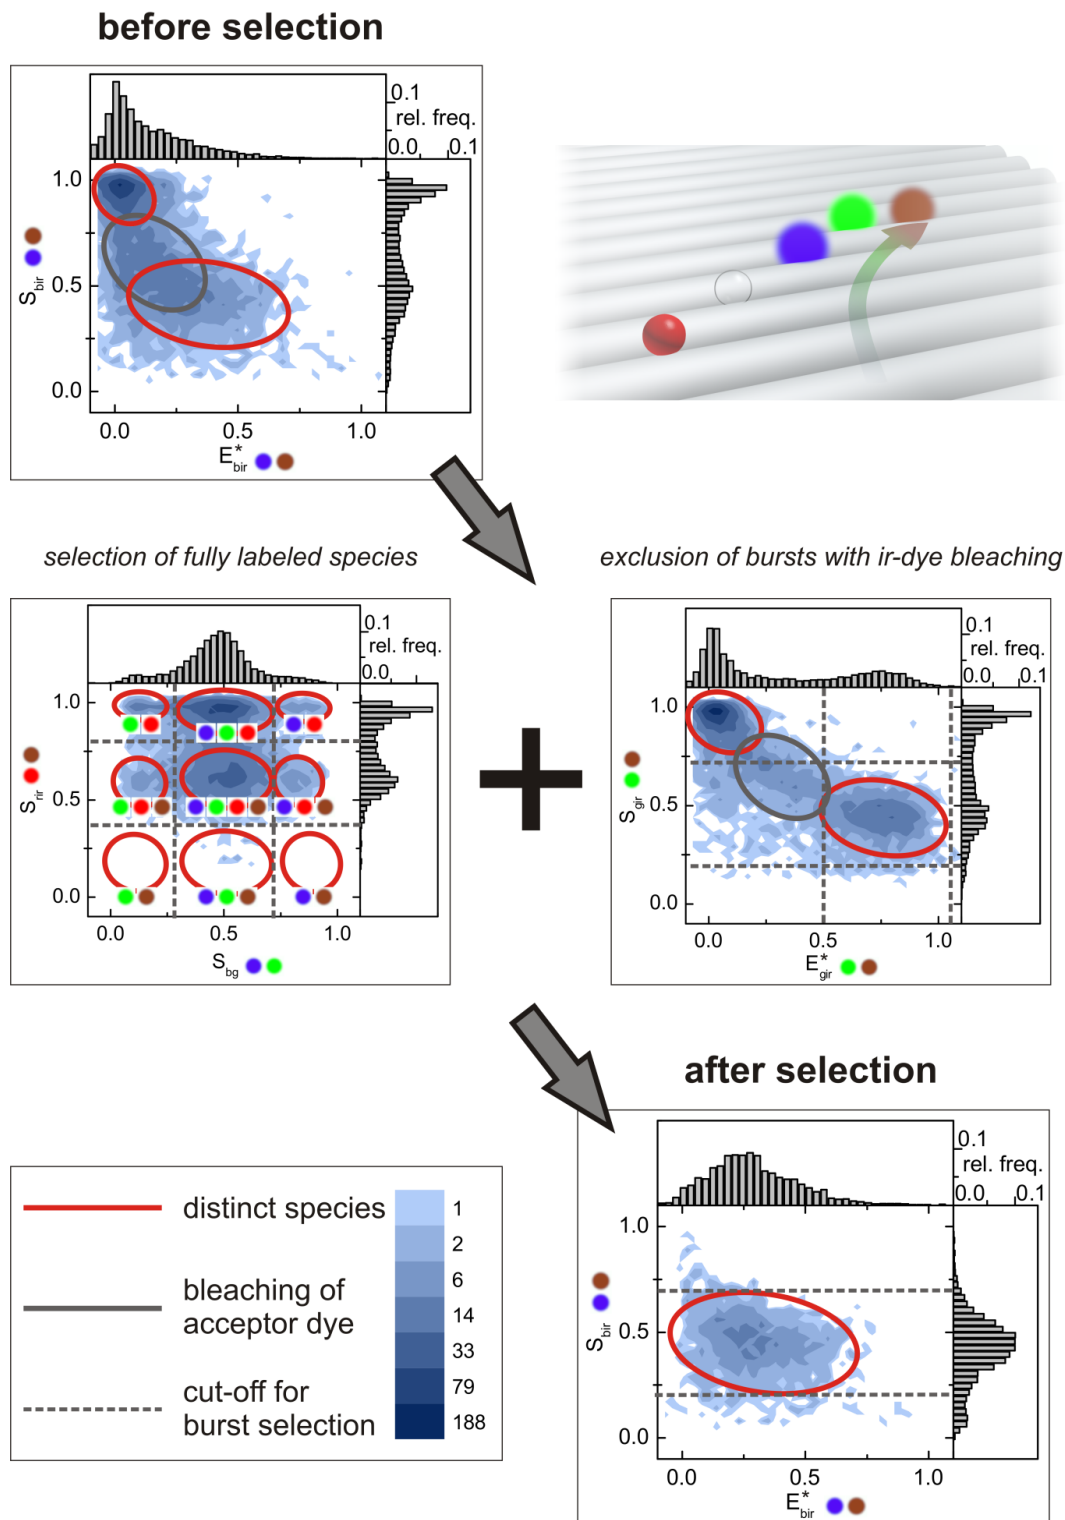 before selection
0.1
rel. freq.
0.0
0.1
1.0
0.5
0.0
S_bir
0.0
0.5
1.0
E*_bir
selection of fully labeled species
exclusion of bursts with ir-dye bleaching
0.1
rel. freq.
0.0
1.0
0.5
0.0
S_rir
0.0
0.5
1.0
S_bg
0.1
rel. freq.
0.0
0.1
1.0
0.5
0.0
S_gir
0.0
0.5
1.0
E*_gir
after selection
0.1
rel. freq.
0.0
0.1
1.0
0.5
0.0
S_bir
0.0
0.5
1.0
E*_bir
distinct species
bleaching of
acceptor dye
cut-off for
burst selection
1
2
6
14
33
79
188